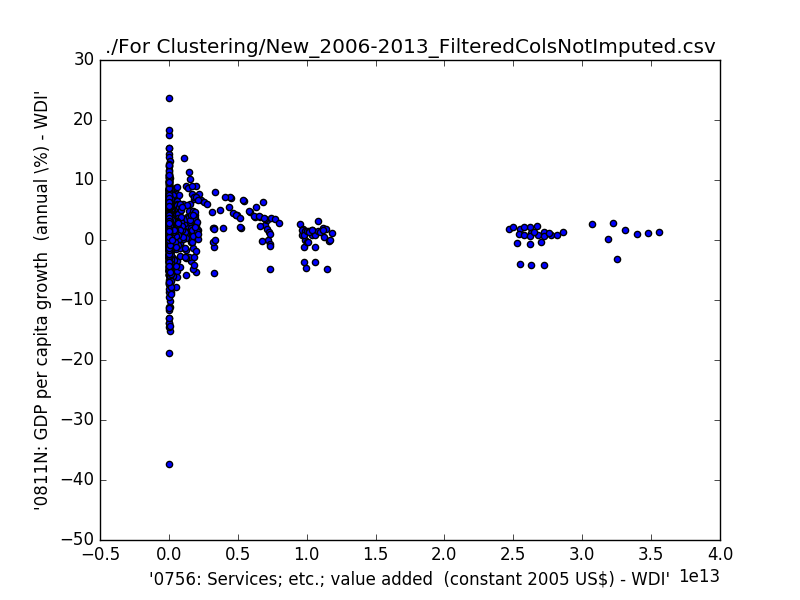 ./For Clustering/New_2006-2013_FilteredColsNotImputed.csv
30
20
10
0
−10
−20
−30
−40
−50
'0811N: GDP per capita growth  (annual \%) - WDI'
−0.5 0.0 0.5 1.0 1.5 2.0 2.5 3.0 3.5 4.0
1e13
'0756: Services; etc.; value added  (constant 2005 US$) - WDI'